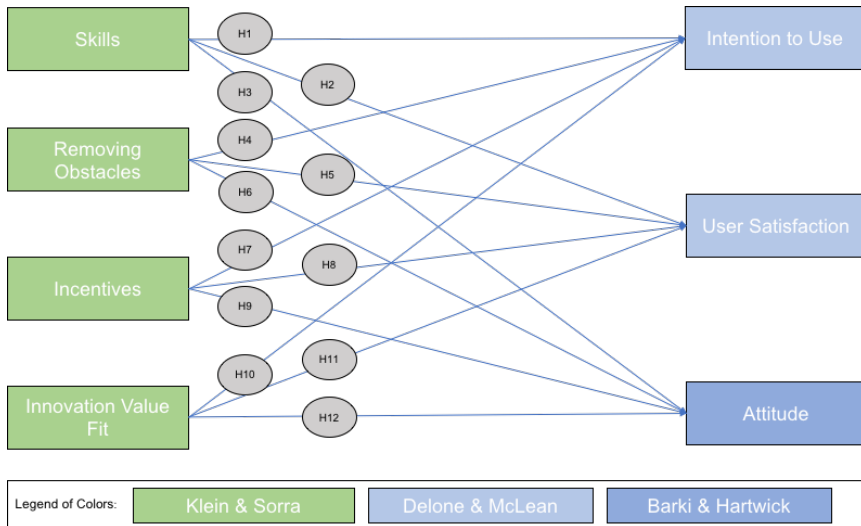 Skills
H1
Intention to Use
H3
H2
Removing
Obstacles
H4
H5
H6
User Satisfaction
Incentives
H7
H8
H9
Innovation Value
Fit
H10
H11
H12
Attitude
Legend of Colors:
Klein & Sorra
Delone & McLean
Barki & Hartwick